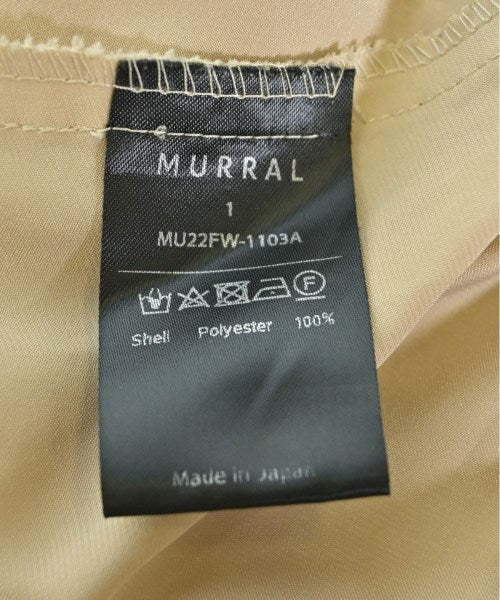 MURRAL
1
MU22FW-1103A
F
Shell Polyester 100%
Made in Japan